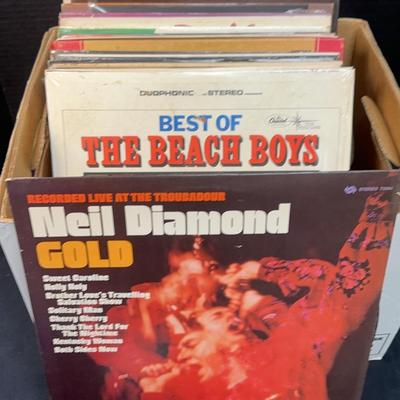 DUOPHONIC
STEREO
BEST OF
THE BEACH BOYS
RECORDED LIVE AT THE TROUBADOUR
Neil Diamond
GOLD
Sweet Caroline
Holly Holy
Brother Love's Travelling
Salvation Show
Solitary Man
Cherry Cherry
Thank The Lord For
The Nightime
Kentucky Woman
Both Sides Now